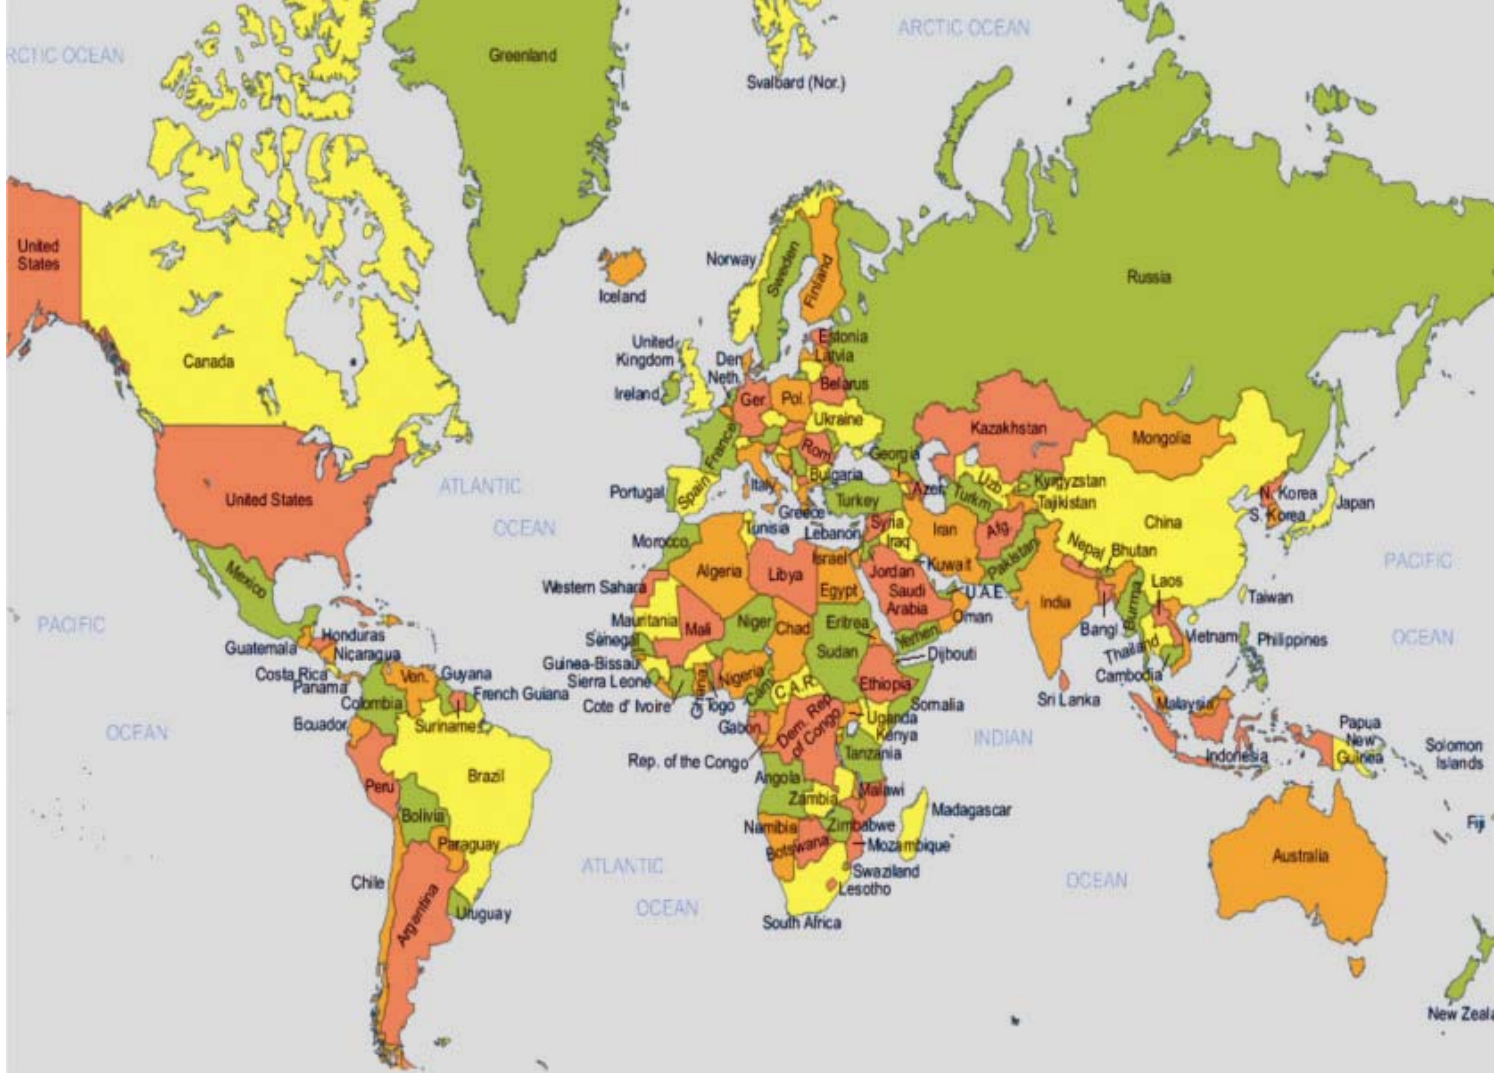 RCTIC OCEAN
Greenland
Svalbard (Nor.)
ARCTIC OCEAN
United
States
Canada
Iceland
Norway
Sweden
Finland
Russia
United
Kingdom
Ireland
Den
Neth.
Estonia
Latvia
Belarus
Ger
Pol.
Ukraine
France
Rom
Kazakhstan
Mongolia
Georgia
Bulgaria
Italy
Spain
Portugal
Greece
Turkey
Azer
Uzb
Turkm.
Kyrgyzstan
Tajikistan
N. Korea
S. Korea
Japan
China
United States
ATLANTIC
OCEAN
Morocco
Tunisia
Lebanon
Syria
Iraq
Iran
Afg.
Pakistan
Nepal
Bhutan
PACIFIC
OCEAN
Mexico
Western Sahara
Algeria
Libya
Israel
Egypt
Jordan
Kuwait
Saudi
Arabia
U.A.E.
Oman
India
Bangl
Burma
Laos
Taiwan
PACIFIC
OCEAN
Guatemala
Honduras
Nicaragua
Costa Rica
Panama
Mauritania
Mali
Niger
Chad
Senegal
Guinea-Bissau
Sierra Leone
Cote d' Ivoire
Ghana
Togo
Nigeria
Cam
C.A.R.
Sudan
Eritrea
Yemen
Djibouti
Ethiopia
Somalia
Thailand
Vietnam
Cambodia
Philippines
Sri Lanka
Malaysia
Ven.
Guyana
French Guiana
Suriname
Colombia
Ecuador
Peru
Brazil
Bolivia
Paraguay
Chile
Argentina
Uruguay
Gabon
Rep. of the Congo
Dem. Rep.
of Congo
Uganda
Kenya
Tanzania
Angola
Zambia
Malawi
Namibia
Botswana
Zimbabwe
Mozambique
Madagascar
Swaziland
Lesotho
South Africa
ATLANTIC
OCEAN
INDIAN
OCEAN
Indonesia
Papua
New
Guinea
Solomon
Islands
Fiji
Australia
New Zeala